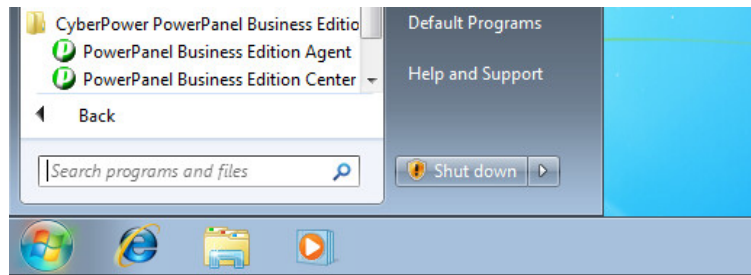 CyberPower PowerPanel Business Editio
PowerPanel Business Edition Agent
PowerPanel Business Edition Center
Back
Search programs and files
Default Programs
Help and Support
Shut down